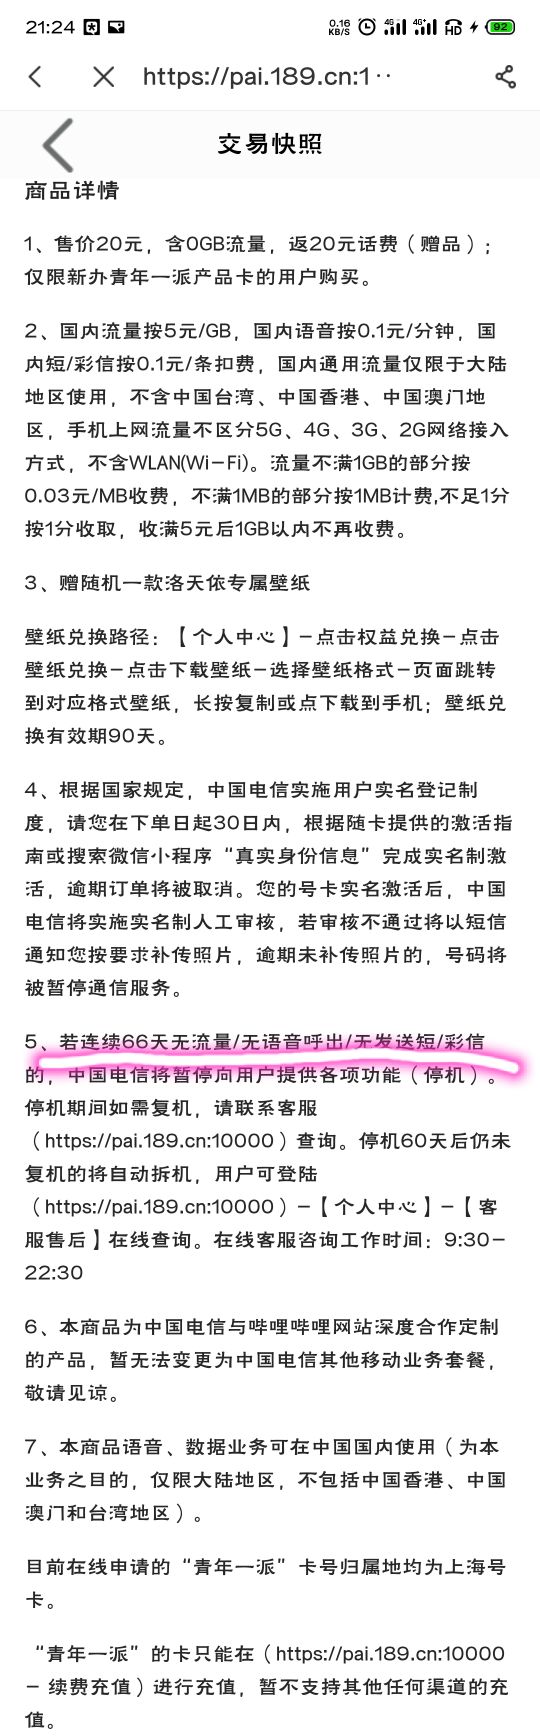 21:24
0.16
KB/S
4G
4G+
HD
92
https://pai.189.cn:1··
交易快照
商品详情
1、售价20元，含0GB流量，返20元话费（赠品）；
仅限新办青年一派产品卡的用户购买。
2、国内流量按5元/GB，国内语音按0.1元/分钟，国
内短/彩信按0.1元/条扣费，国内通用流量仅限于大陆
地区使用，不含中国台湾、中国香港、中国澳门地
区，手机上网流量不区分5G、4G、3G、2G网络接入
方式，不含WLAN(Wi-Fi)。流量不满1GB的部分按
0.03元/MB收费，不满1MB的部分按1MB计费,不足1分
按1分收取，收满5元后1GB以内不再收费。
3、赠随机一款洛天依专属壁纸
壁纸兑换路径：【个人中心】-点击权益兑换-点击
壁纸兑换-点击下载壁纸-选择壁纸格式-页面跳转
到对应格式壁纸，长按复制或点下载到手机；壁纸兑
换有效期90天。
4、根据国家规定，中国电信实施用户实名登记制
度，请您在下单日起30日内，根据随卡提供的激活指
南或搜索微信小程序“真实身份信息”完成实名制激
活，逾期订单将被取消。您的号卡实名激活后，中国
电信将实施实名制人工审核，若审核不通过将以短信
通知您按要求补传照片，逾期未补传照片的，号码将
被暂停通信服务。
5、若连续66天无流量/无语音呼出/无发送短/彩信
的，中国电信将暂停向用户提供各项功能（停机）。
停机期间如需复机，请联系客服
（https://pai.189.cn:10000）查询。停机60天后仍未
复机的将自动拆机，用户可登陆
（https://pai.189.cn:10000）-【个人中心】-【客
服售后】在线查询。在线客服咨询工作时间：9:30-
22:30
6、本商品为中国电信与哔哩哔哩网站深度合作定制
的产品，暂无法变更为中国电信其他移动业务套餐，
敬请见谅。
7、本商品语音、数据业务可在中国国内使用（为本
业务之目的，仅限大陆地区，不包括中国香港、中国
澳门和台湾地区）。
目前在线申请的“青年一派”卡号归属地均为上海号
卡。
“青年一派”的卡只能在（https://pai.189.cn:10000
- 续费充值）进行充值，暂不支持其他任何渠道的充
值。